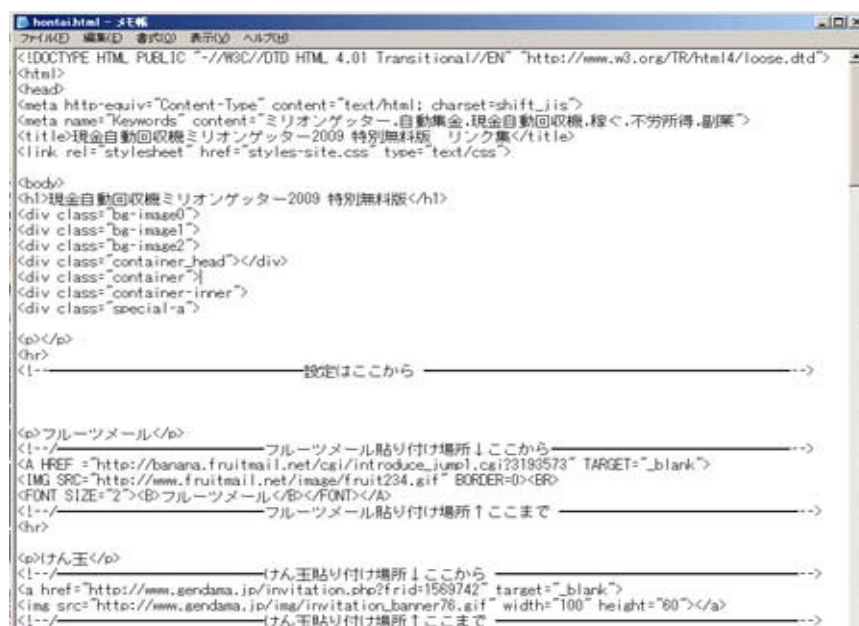 hontai.html - メモ帳
ファイル(F) 編集(E) 書式(O) 表示(V) ヘルプ(H)
<!DOCTYPE HTML PUBLIC "-//W3C//DTD HTML 4.01 Transitional//EN" "http://www.w3.org/TR/html4/loose.dtd">
<html>
<head>
<meta http-equiv="Content-Type" content="text/html; charset=shift_jis">
<meta name="Keywords" content="ミリオンゲッター,自動集金,現金自動回収機,稼ぐ,不労所得,副業">
<title>現金自動回収機ミリオンゲッター2009 特別無料版　リンク集</title>
<link rel="stylesheet" href="styles-site.css" type="text/css">
<body>
<h1>現金自動回収機ミリオンゲッター2009 特別無料版</h1>
<div class="bg-image0">
<div class="bg-image1">
<div class="bg-image2">
<div class="container_head"></div>
<div class="container">
<div class="container-inner">
<div class="special-a">
<p></p>
<hr>
<!--━━━━━━━━━━━━━━設定はここから ━━━━━━━━━━━━━━━━━━━━━-->
<p>フルーツメール</p>
<!--/━━━━━━━━━━━━フルーツメール貼り付け場所↓ここから━━━━━━━━━━━━━━-->
<A HREF ="http://banana.fruitmail.net/cgi/introduce_jump1.cgi?3193573" TARGET="_blank">
<IMG SRC="http://www.fruitmail.net/image/fruit234.gif" BORDER=0><BR>
<FONT SIZE="2"><B>フルーツメール</B></FONT></A>
<!--/━━━━━━━━━━━━フルーツメール貼り付け場所↑ここまで ━━━━━━━━━━━━━━-->
<hr>
<p>げん玉</p>
<!--/━━━━━━━━━━━━げん玉貼り付け場所↓ここから ━━━━━━━━━━━━━━━━━-->
<a href="http://www.gendama.jp/invitation.php?frid=1569742" target="_blank">
<img src="http://www.gendama.jp/img/invitation_banner76.gif" width="100" height="60"></a>
<!--/━━━━━━━━━━━━げん玉貼り付け場所↑ここまで ━━━━━━━━━━━━━━━━━-->